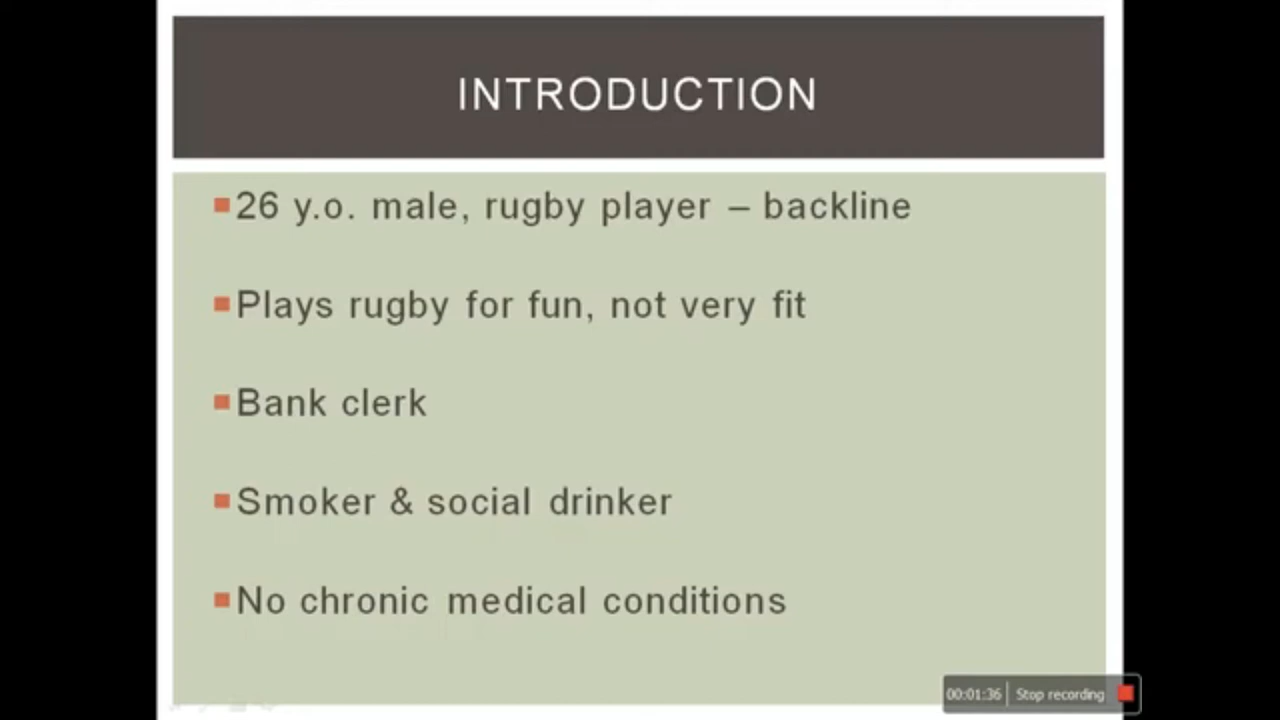 INTRODUCTION
26 y.o. male, rugby player – backline
Plays rugby for fun, not very fit
Bank clerk
Smoker & social drinker
No chronic medical conditions
00:01:36 Stop recording